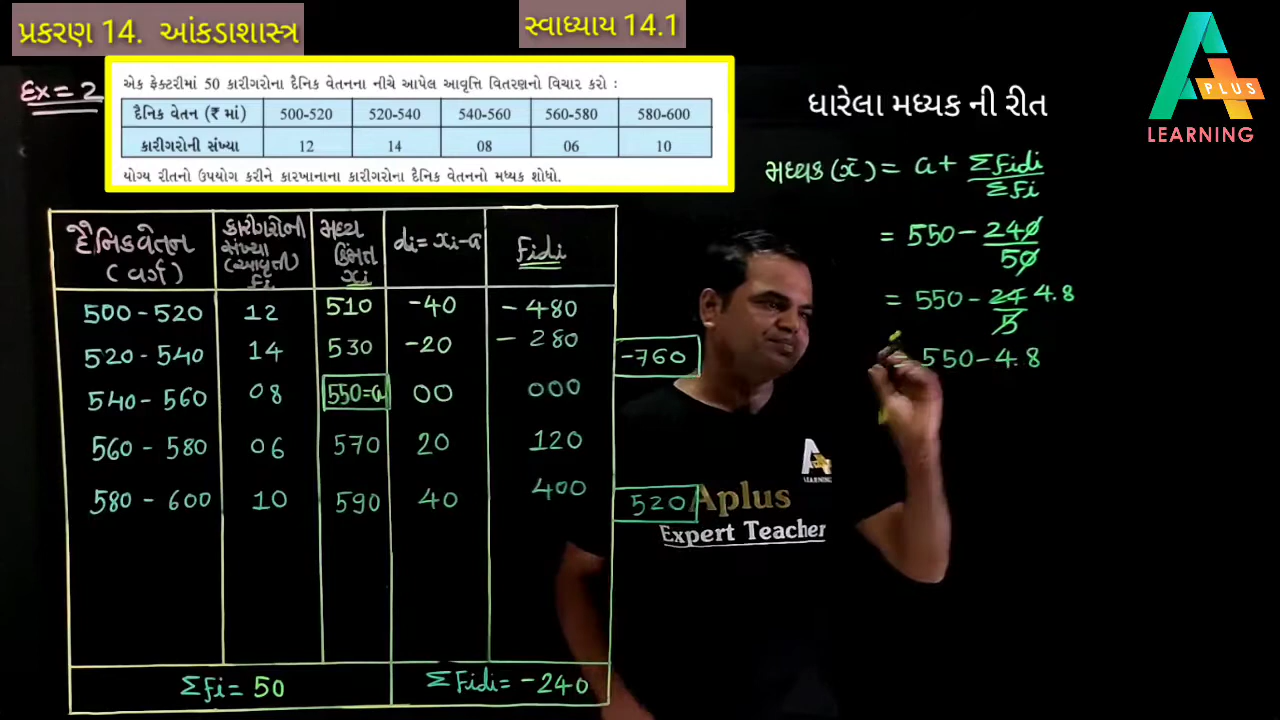 પ્રકરણ 14. આંકડાશાસ્ત્ર
સ્વાધ્યાય 14.1
A PLUS
LEARNING
Ex = 2
એક ફેક્ટરીમાં 50 કારીગરોના દૈનિક વેતનના નીચે આપેલ આવૃત્તિ વિતરણનો વિચાર કરો :
દૈનિક વેતન (₹ માં) 500-520 520-540 540-560 560-580 580-600
કારીગરોની સંખ્યા 12 14 08 06 10
યોગ્ય રીતનો ઉપયોગ કરીને કારખાનાના કારીગરોના દૈનિક વેતનનો મધ્યક શોધો.
ધારેલા મધ્યક ની રીત
મધ્યક (x̄) = a + Σfidi / Σfi
= 550 - 240 / 50
= 550 - 24 / 5 4.8
= 550 - 4.8
દૈનિક વેતન (વર્ગ) કારીગરોની સંખ્યા (આવૃત્તી) fi મધ્ય કિંમત xi di = xi - a fidi
500 - 520 12 510 -40 - 480
520 - 540 14 530 -20 - 280
-760
540 - 560 08 550=a 00 000
560 - 580 06 570 20 120
580 - 600 10 590 40 400
520
Σfi = 50 Σfidi = -240
A
LEARNING
Aplus
Expert Teacher